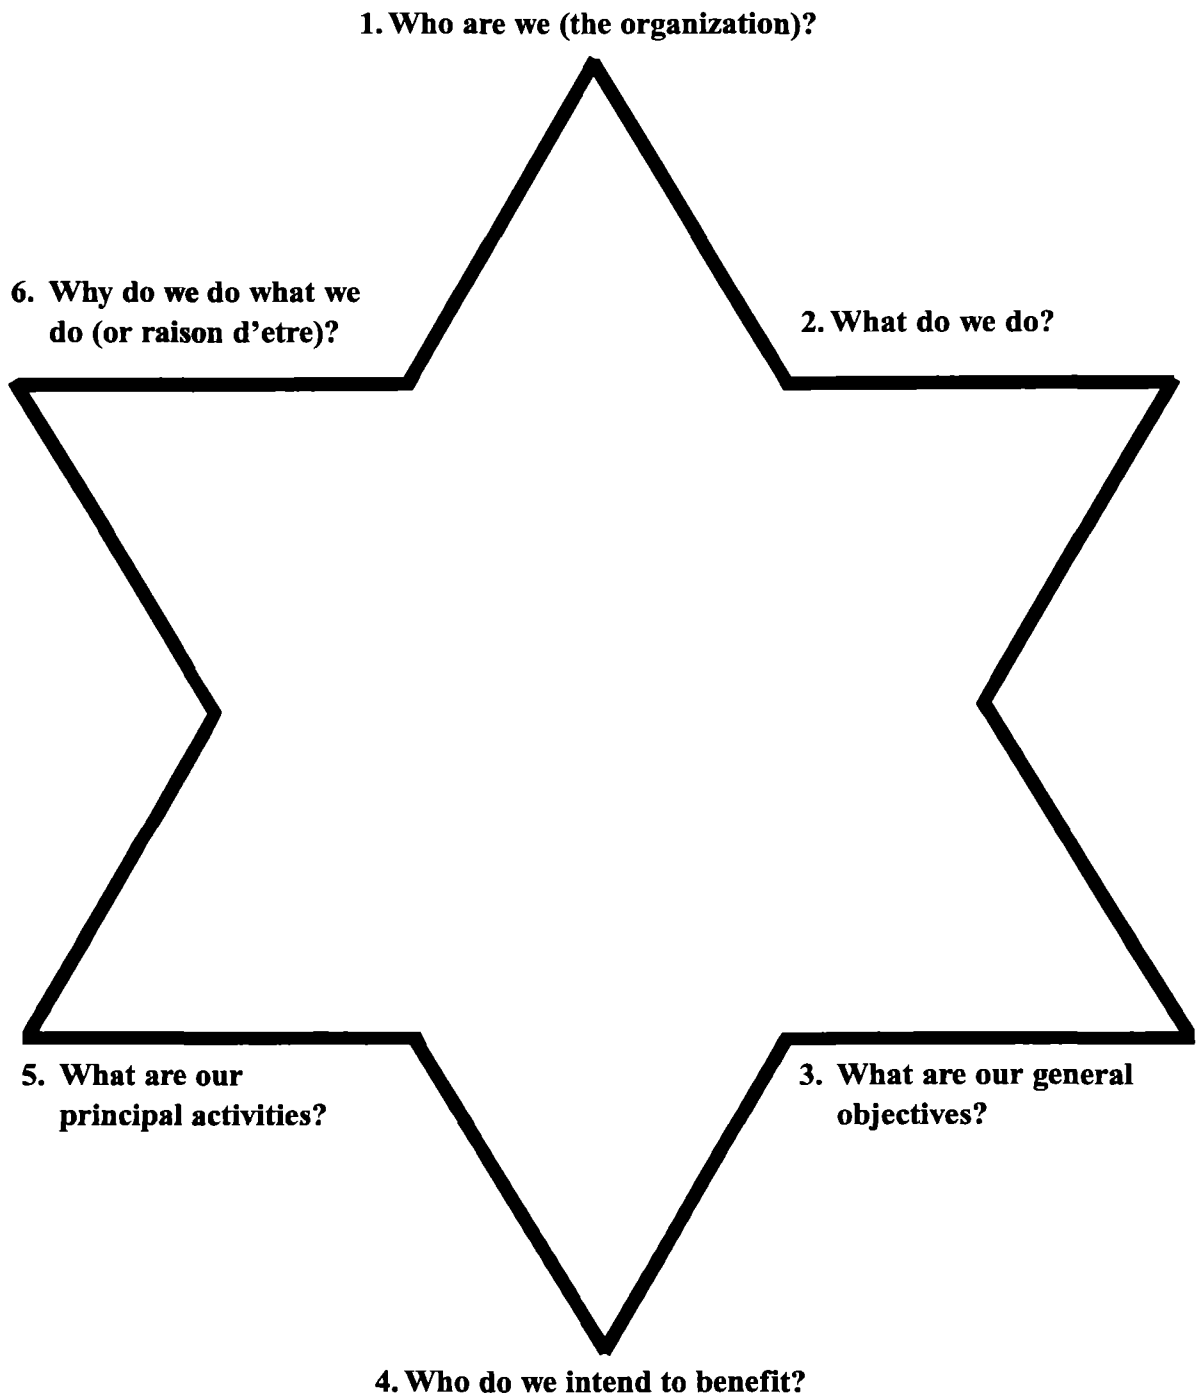 1. Who are we (the organization)?
2. What do we do?
3. What are our general
objectives?
4. Who do we intend to benefit?
5. What are our
principal activities?
6. Why do we do what we
do (or raison d'etre)?